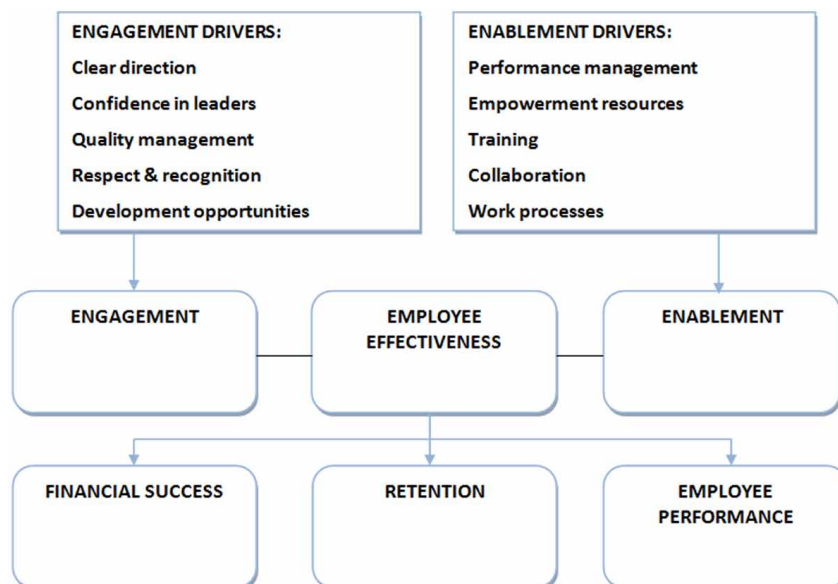 ENGAGEMENT DRIVERS:
Clear direction
Confidence in leaders
Quality management
Respect & recognition
Development opportunities
ENABLEMENT DRIVERS:
Performance management
Empowerment resources
Training
Collaboration
Work processes
ENGAGEMENT
EMPLOYEE
EFFECTIVENESS
ENABLEMENT
FINANCIAL SUCCESS
RETENTION
EMPLOYEE
PERFORMANCE